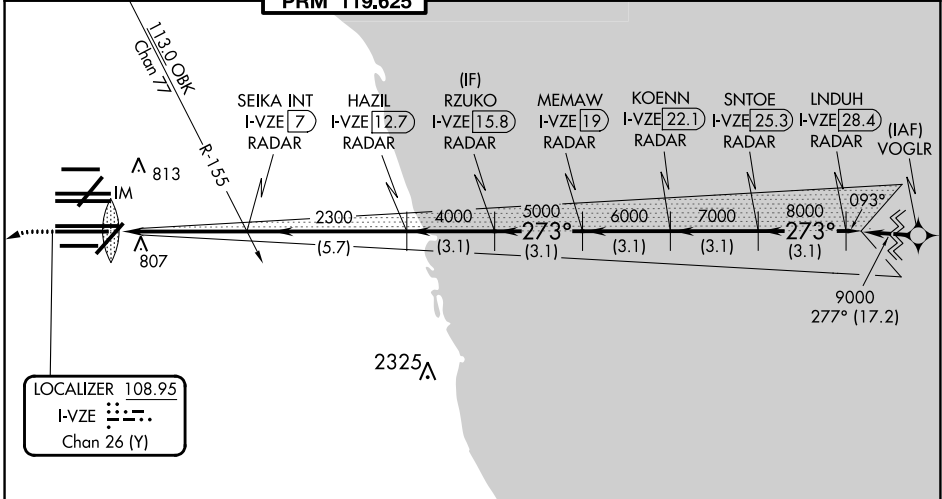 PRM 119.625
113.0 OBK
Chan 77
R-155
SEIKA INT
I-VZE 7
RADAR
HAZIL
I-VZE 12.7
RADAR
(IF)
RZUKO
I-VZE 15.8
RADAR
MEMAW
I-VZE 19
RADAR
KOENN
I-VZE 22.1
RADAR
SNTOE
I-VZE 25.3
RADAR
LNDUH
I-VZE 28.4
RADAR
(IAF)
VOGLR
813
IM
807
2300
4000
5000
6000
7000
8000
093°
273°
273°
(5.7)
(3.1)
(3.1)
(3.1)
(3.1)
(3.1)
9000
277° (17.2)
2325
LOCALIZER 108.95
I-VZE
Chan 26 (Y)